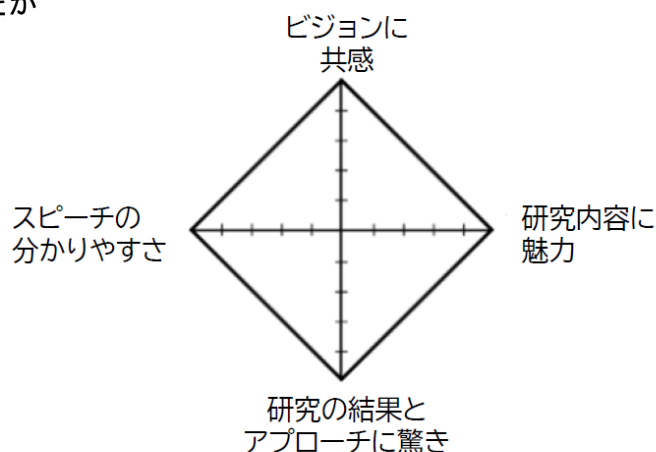 ビジョンに
共感
スピーチの
分かりやすさ
研究内容に
魅力
研究の結果と
アプローチに驚き